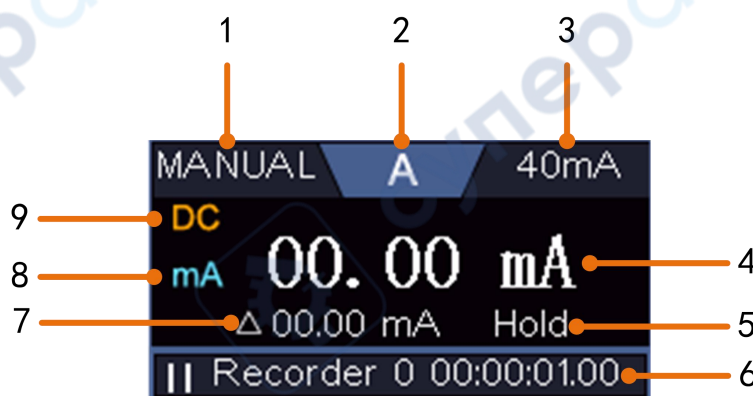 1 2 3
MANUAL A 40mA
9 DC
8 mA 00.00 mA 4
7 △ 00.00 mA Hold 5
|| Recorder 0 00:00:01.00 6